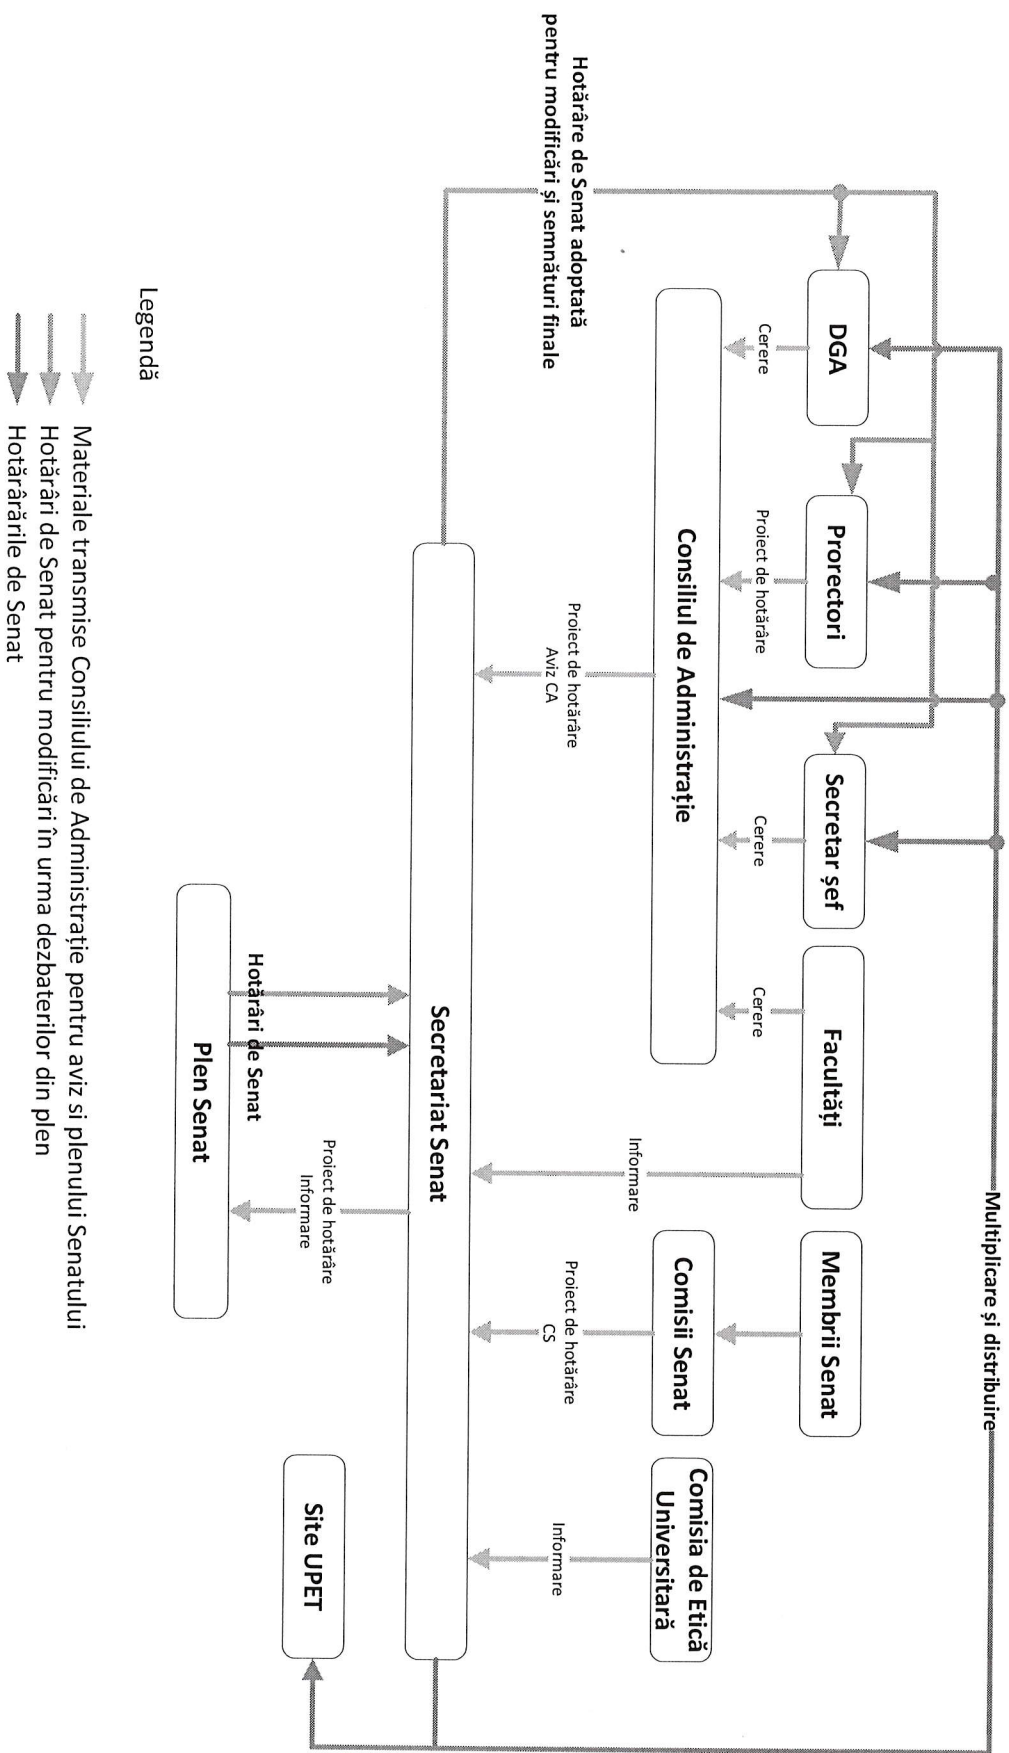 Multiplicare și distribuire
DGA
Prorectori
Secretar șef
Facultăți
Membrii Senat
Cerere
Proiect de hotărâre
Cerere
Cerere
Informare
Consiliul de Administrație
Comisii Senat
Comisia de Etică
Universitară
Hotărâre de Senat adoptată
pentru modificări și semnături finale
Proiect de hotărâre
Aviz CA
Proiect de hotărâre
CS
Informare
Secretariat Senat
Hotărâri de Senat
Proiect de hotărâre
Informare
Site UPET
Plen Senat
Legendă
Materiale transmise Consiliului de Administrație pentru aviz si plenului Senatului
Hotărâri de Senat pentru modificări în urma dezbaterilor din plen
Hotărârările de Senat